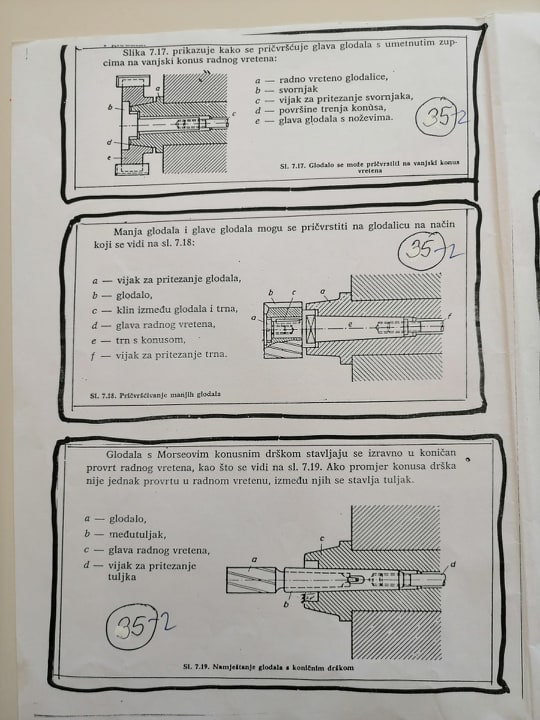 Slika 7.17. prikazuje kako se pričvršćuje glava glodala s umetnutim zup-
cima na vanjski konus radnog vretena:
a — radno vreteno glodalice,
b — svornjak
c — vijak za pritezanje svornjaka,
d — površine trenja konusa,
e — glava glodala s noževima.
a
b
c
d
e
35-2
Sl. 7.17. Glodalo se može pričvrstiti na vanjski konus
vretena
Manja glodala i glave glodala mogu se pričvrstiti na glodalicu na način
koji se vidi na sl. 7.18:
35-2
a — vijak za pritezanje glodala,
b — glodalo,
c — klin između glodala i trna,
d — glava radnog vretena,
e — trn s konusom,
f — vijak za pritezanje trna.
b c a
a e f
Sl. 7.18. Pričvršćivanje manjih glodala
Glodala s Morseovim konusnim drškom stavljaju se izravno u koničan
provrt radnog vretena, kao što se vidi na sl. 7.19. Ako promjer konusa drška
nije jednak provrtu u radnom vretenu, između njih se stavlja tuljak.
a — glodalo,
b — međutuljak,
c — glava radnog vretena,
d — vijak za pritezanje
tuljka
c
a
d
b
35-2
Sl. 7.19. Namještanje glodala s koničnim drškom